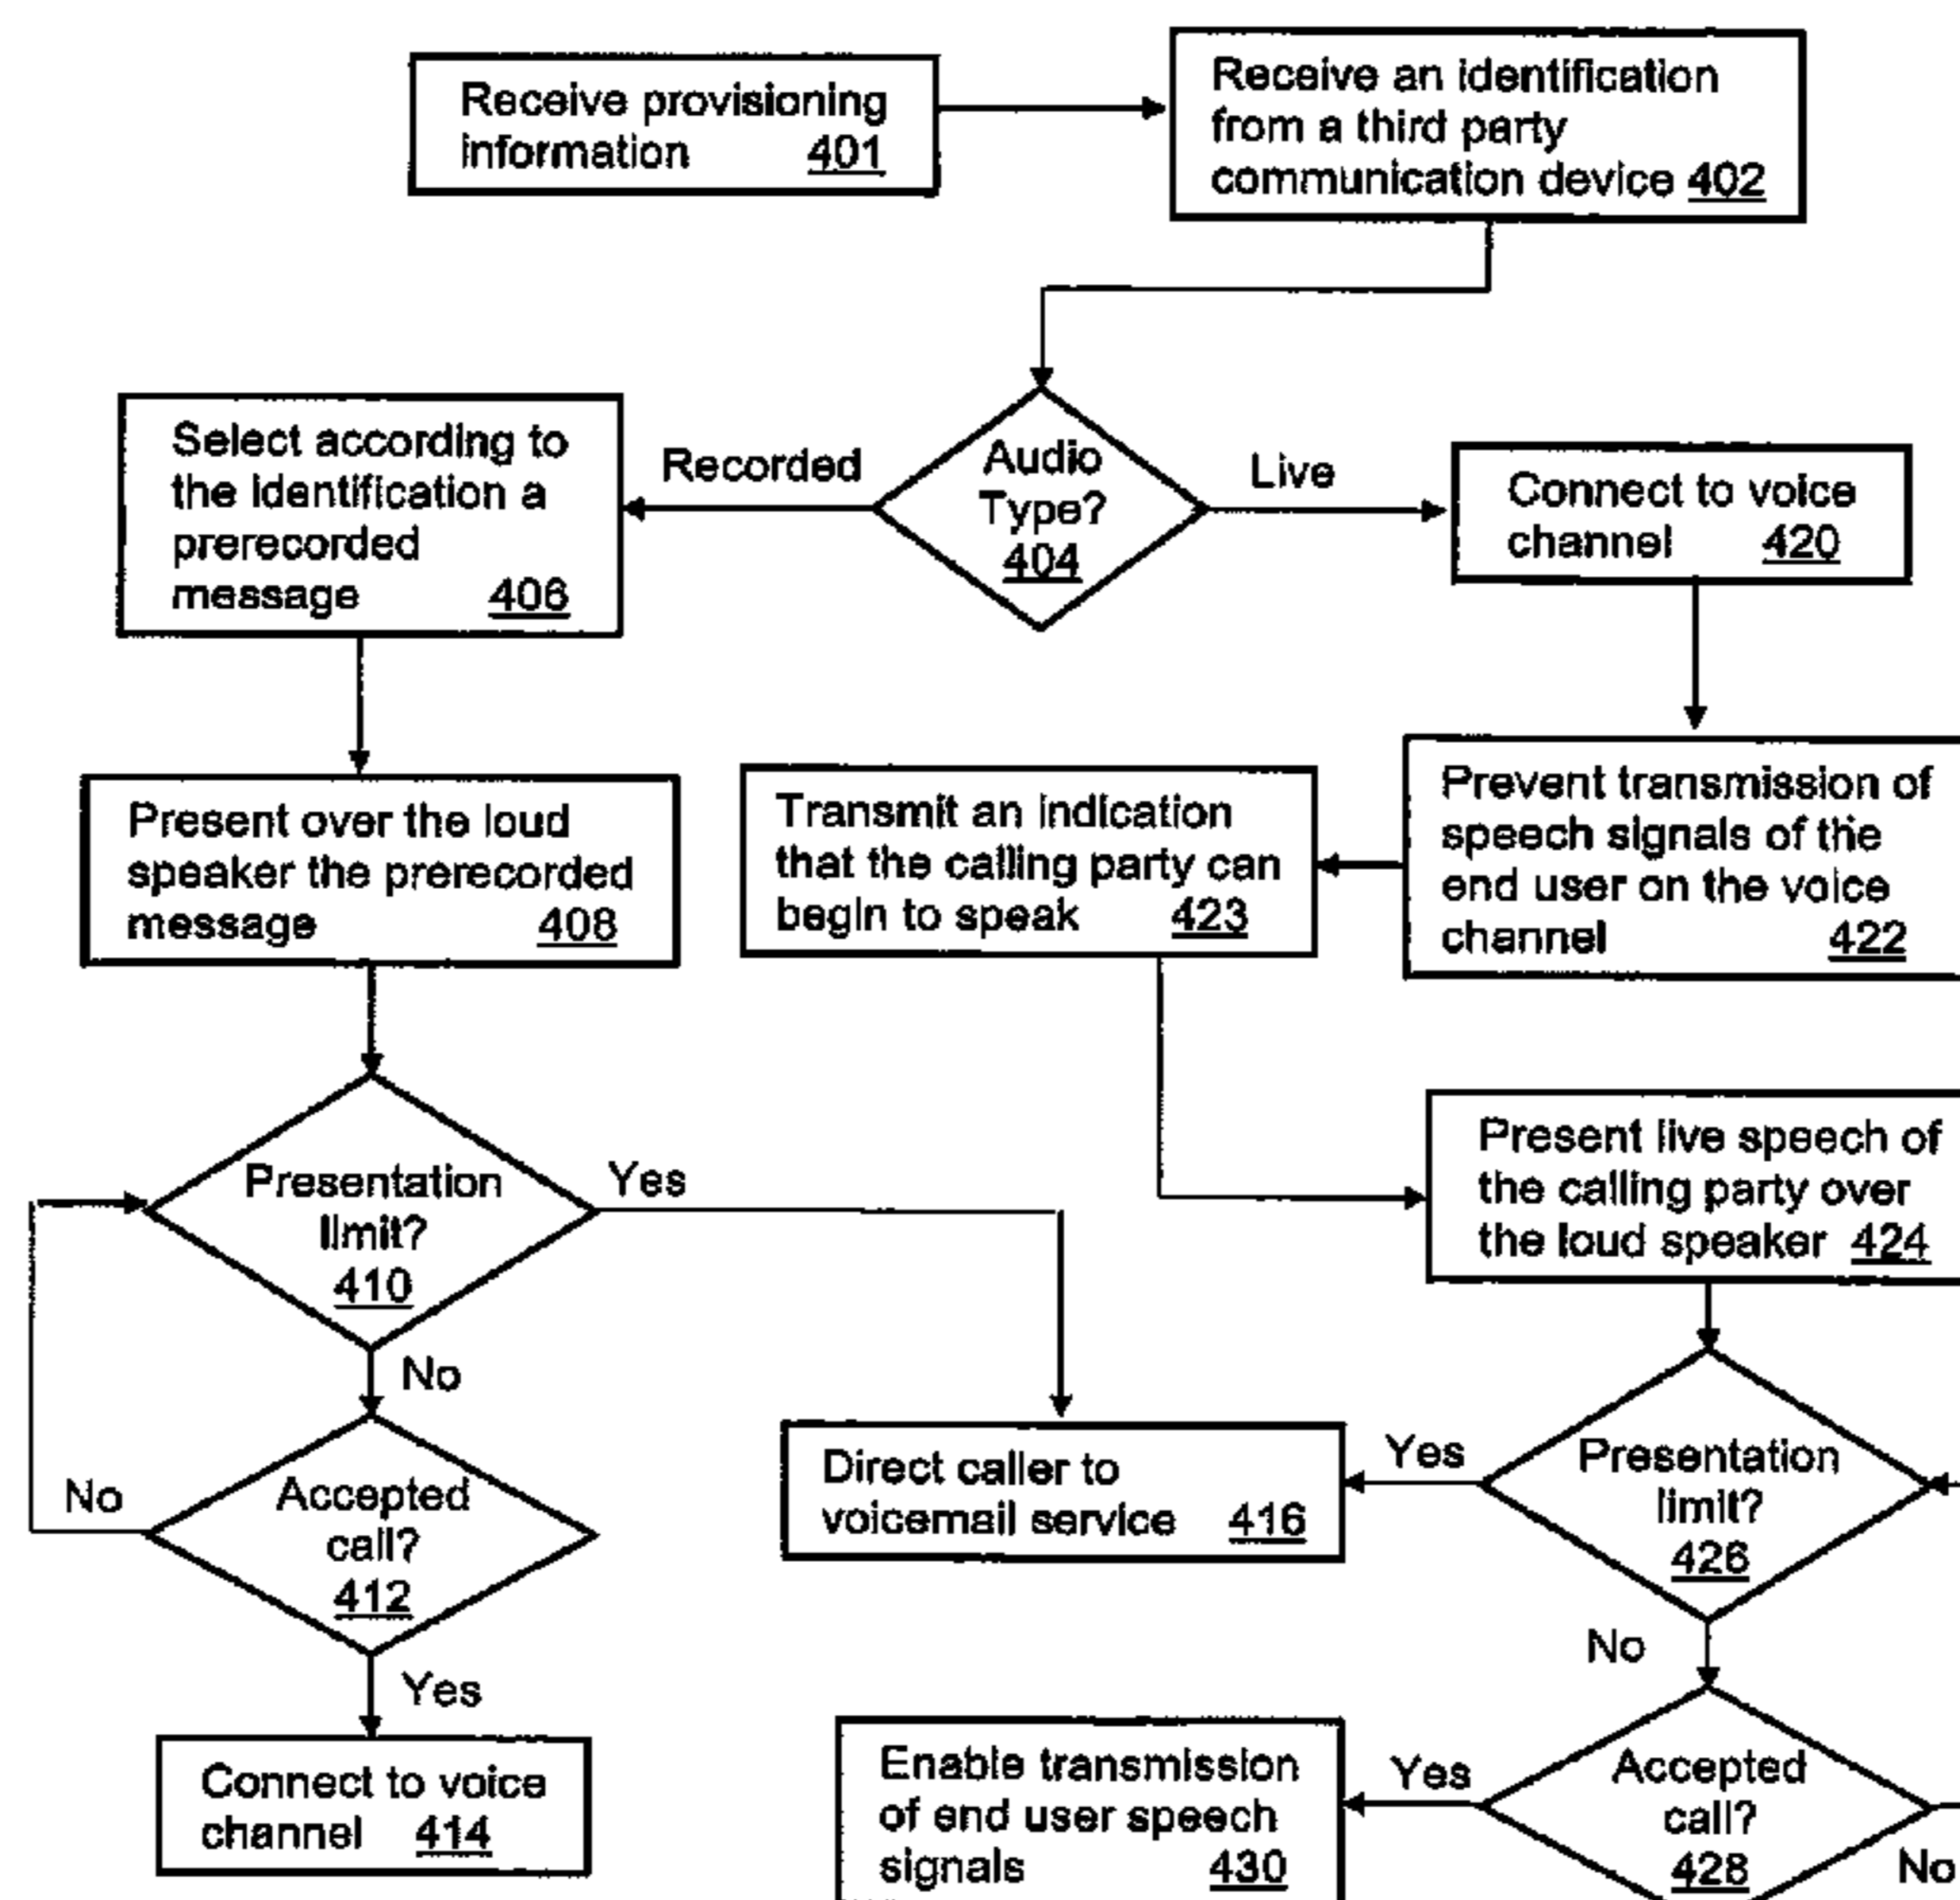 Receive provisioning
information 401
Receive an identification
from a third party
communication device 402
Audio
Type?
404
Recorded
Live
Select according to
the identification a
prerecorded
message 406
Connect to voice
channel 420
Present over the loud
speaker the prerecorded
message 408
Transmit an indication
that the calling party can
begin to speak 423
Prevent transmission of
speech signals of the
end user on the voice
channel 422
Present live speech of
the calling party over
the loud speaker 424
Presentation
limit?
410
Yes
No
Accepted
call?
412
No
Yes
Connect to voice
channel 414
Direct caller to
voicemail service 416
Yes
Presentation
limit?
426
No
Enable transmission
of end user speech
signals 430
Yes
Accepted
call?
428
No